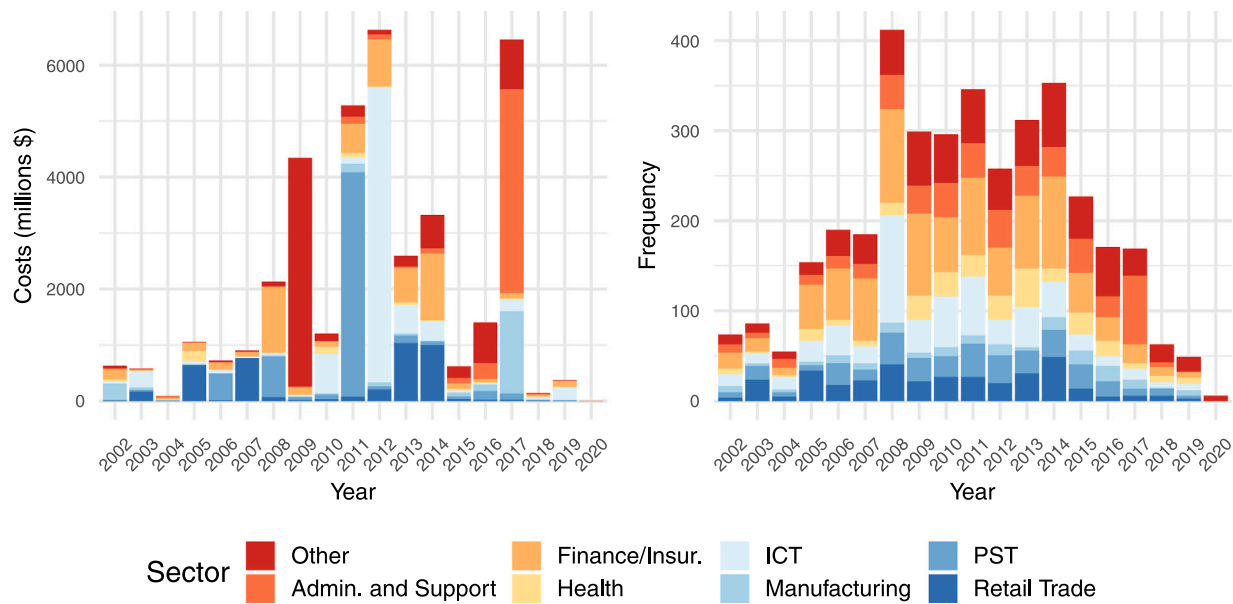 Costs (millions $)
6000
4000
2000
0
2002 2003 2004 2005 2006 2007 2008 2009 2010 2011 2012 2013 2014 2015 2016 2017 2018 2019 2020
Year
Frequency
400
300
200
100
0
2002 2003 2004 2005 2006 2007 2008 2009 2010 2011 2012 2013 2014 2015 2016 2017 2018 2019 2020
Year
Sector
Other Finance/Insur. ICT PST
Admin. and Support Health Manufacturing Retail Trade